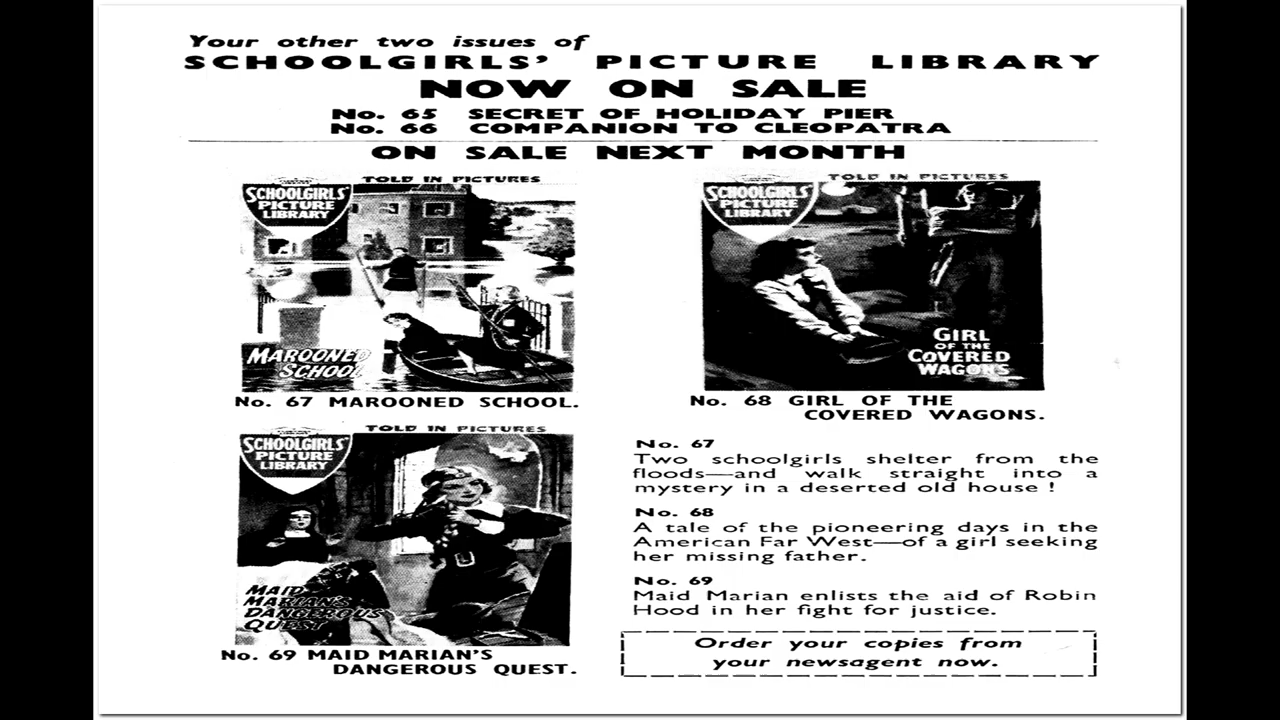 Your other two issues of
SCHOOLGIRLS' PICTURE LIBRARY
NOW ON SALE
No. 65 SECRET OF HOLIDAY PIER
No. 66 COMPANION TO CLEOPATRA
ON SALE NEXT MONTH
TOLD IN PICTURES
SCHOOLGIRLS'
PICTURE
LIBRARY
MAROONED
SCHOOL
No. 67 MAROONED SCHOOL.
TOLD IN PICTURES
SCHOOLGIRLS'
PICTURE
LIBRARY
GIRL
OF THE
COVERED
WAGONS
No. 68 GIRL OF THE
COVERED WAGONS.
TOLD IN PICTURES
SCHOOLGIRLS'
PICTURE
LIBRARY
MAID
MARIAN'S
DANGEROUS
QUEST
No. 69 MAID MARIAN'S
DANGEROUS QUEST.
No. 67
Two schoolgirls shelter from the
floods—and walk straight into a
mystery in a deserted old house !
No. 68
A tale of the pioneering days in the
American Far West—of a girl seeking
her missing father.
No. 69
Maid Marian enlists the aid of Robin
Hood in her fight for justice.
Order your copies from
your newsagent now.